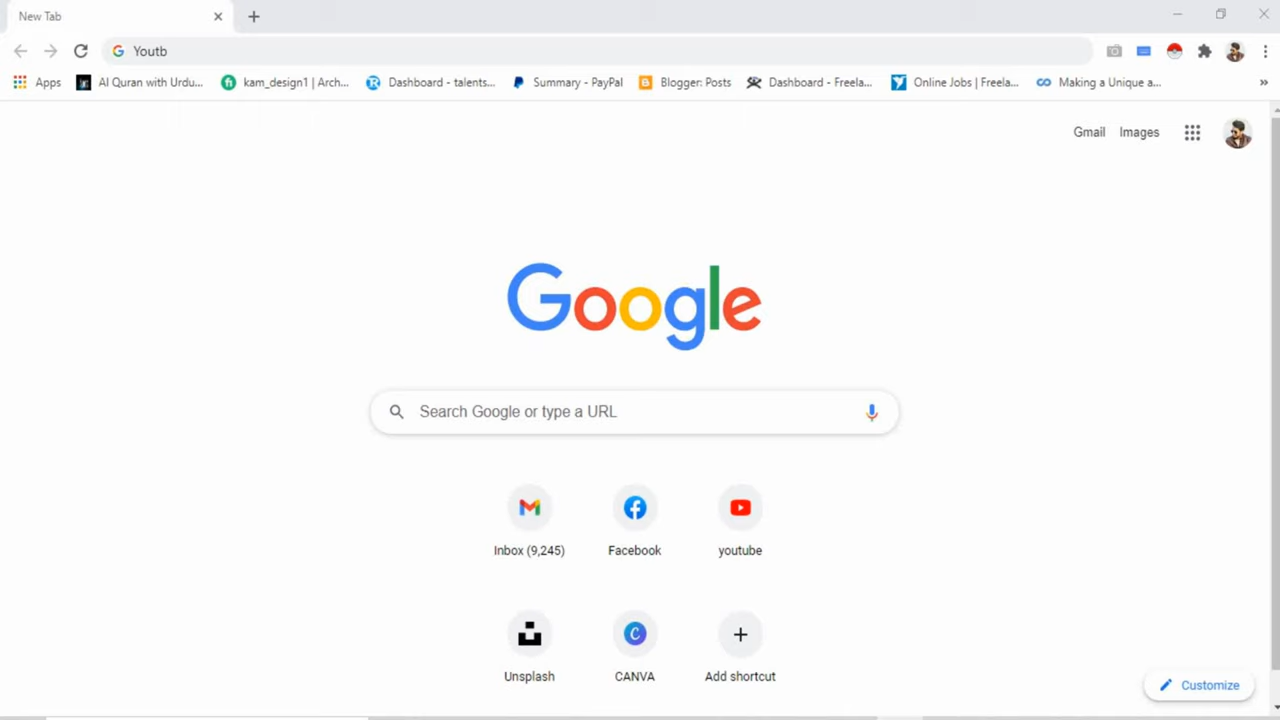 New Tab
Youtb
Apps Al Quran with Urdu... kam_design1 | Arch... Dashboard - talents... Summary - PayPal Blogger: Posts Dashboard - Freela... Online Jobs | Freela... Making a Unique a... »
Gmail Images
Google
Search Google or type a URL
Inbox (9,245) Facebook youtube
Unsplash CANVA Add shortcut
Customize